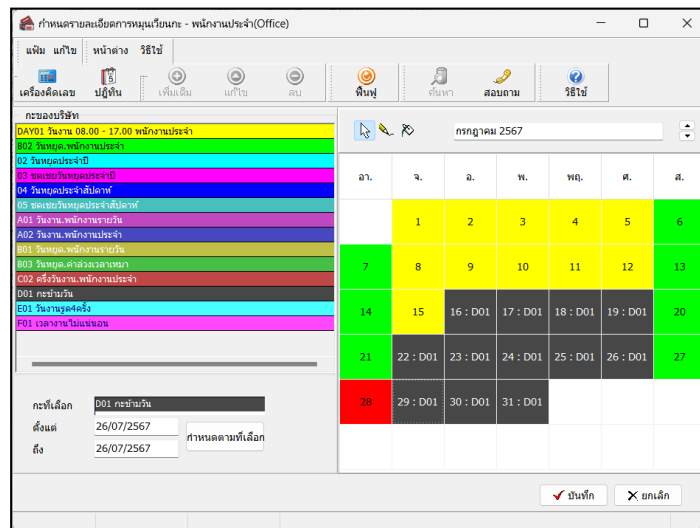 กำหนดรายละเอียดการหมุนเวียนกะ - พนักงานประจำ(Office)
แฟ้ม แก้ไข หน้าต่าง วิธีใช้
เครื่องคิดเลข ปฏิทิน เพิ่มเติม แก้ไข ลบ ฟื้นฟู ค้นหา สอบถาม วิธีใช้
กะของบริษัท
DAY01 วันงาน 08.00 - 17.00 พนักงานประจำ
B02 วันหยุด.พนักงานประจำ
02 วันหยุดประจำปี
03 ชดเชยวันหยุดประจำปี
04 วันหยุดประจำสัปดาห์
05 ชดเชยวันหยุดประจำสัปดาห์
A01 วันงาน.พนักงานรายวัน
A02 วันงาน.พนักงานประจำ
B01 วันหยุด.พนักงานรายวัน
B03 วันหยุด.ค่าล่วงเวลาเหมา
C02 ครึ่งวันงาน.พนักงานประจำ
D01 กะข้ามวัน
E01 วันงานรูด4ครั้ง
F01 เวลางานไม่แน่นอน
กะที่เลือก D01 กะข้ามวัน
ตั้งแต่ 26/07/2567
ถึง 26/07/2567
กำหนดตามที่เลือก
กรกฎาคม 2567
อา. จ. อ. พ. พฤ. ศ. ส.
1 2 3 4 5 6
7 8 9 10 11 12 13
14 15 16 : D01 17 : D01 18 : D01 19 : D01 20
21 22 : D01 23 : D01 24 : D01 25 : D01 26 : D01 27
28 29 : D01 30 : D01 31 : D01
บันทึก ยกเลิก